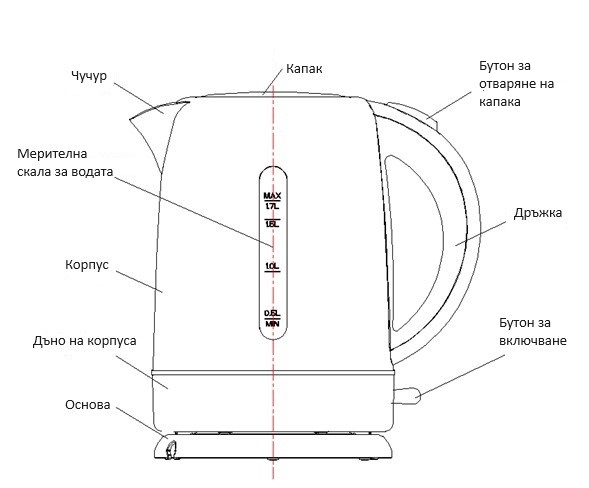 Капак
Чучур
Бутон за
отваряне на
капака
Мерителна
скала за водата
MAX
1.7L
1.5L
Дръжка
Корпус
1.0L
0.5L
MIN
Бутон за
включване
Дъно на корпуса
Основа